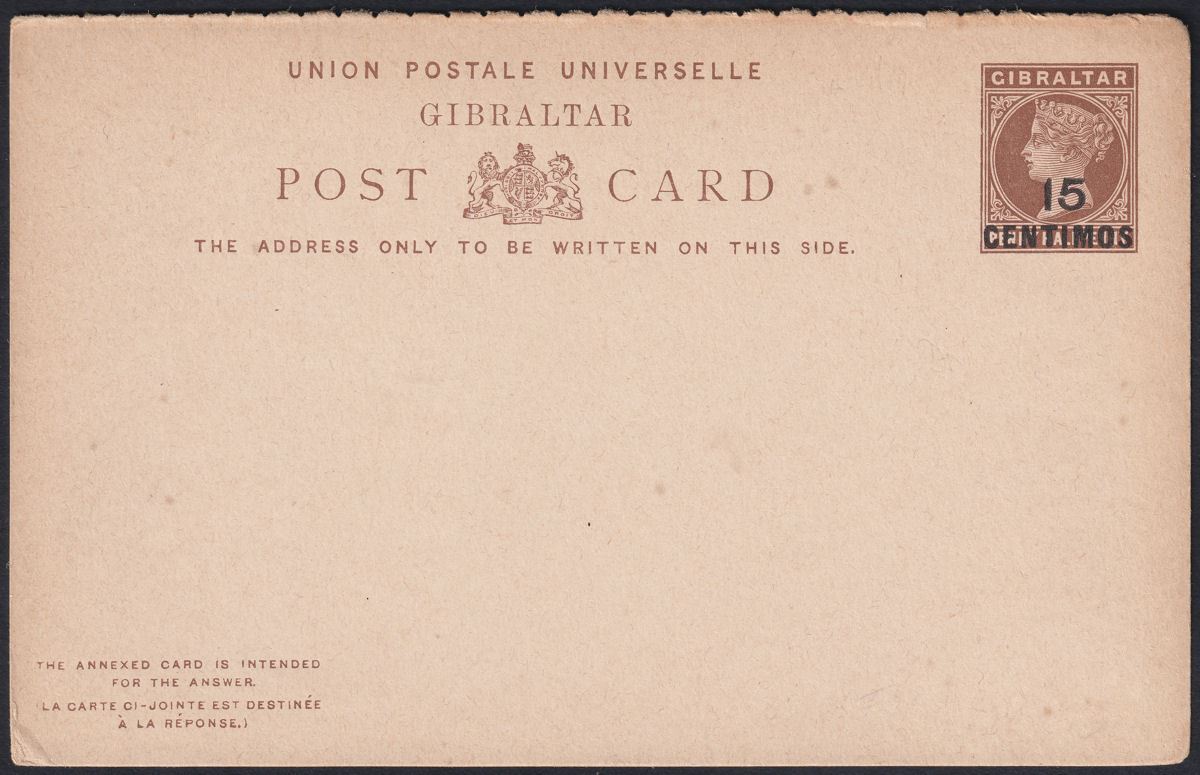 UNION POSTALE UNIVERSELLE
GIBRALTAR
POST CARD
THE ADDRESS ONLY TO BE WRITTEN ON THIS SIDE.
GIBRALTAR
15
CENTIMOS
THE ANNEXED CARD IS INTENDED
FOR THE ANSWER.
(LA CARTE CI-JOINTE EST DESTINÉE
À LA RÉPONSE.)